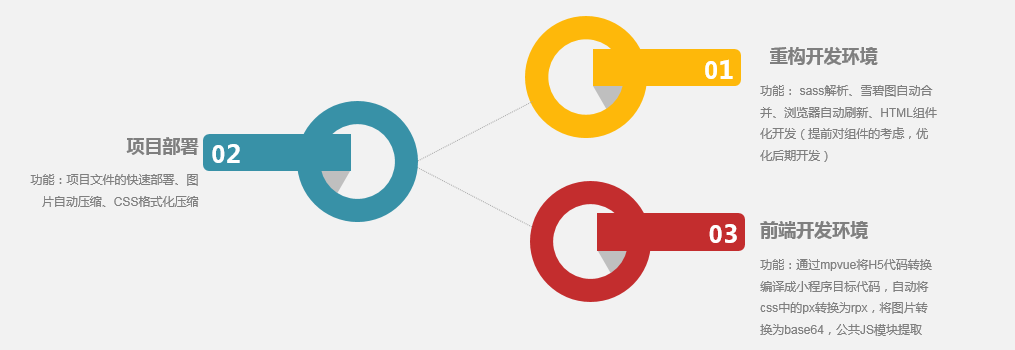 01
重构开发环境
功能： sass解析、雪碧图自动合
并、浏览器自动刷新、HTML组件
化开发（提前对组件的考虑，优
化后期开发）
项目部署
02
功能：项目文件的快速部署、图
片自动压缩、CSS格式化压缩
03
前端开发环境
功能：通过mpvue将H5代码转换
编译成小程序目标代码，自动将
css中的px转换为rpx，将图片转
换为base64，公共JS模块提取